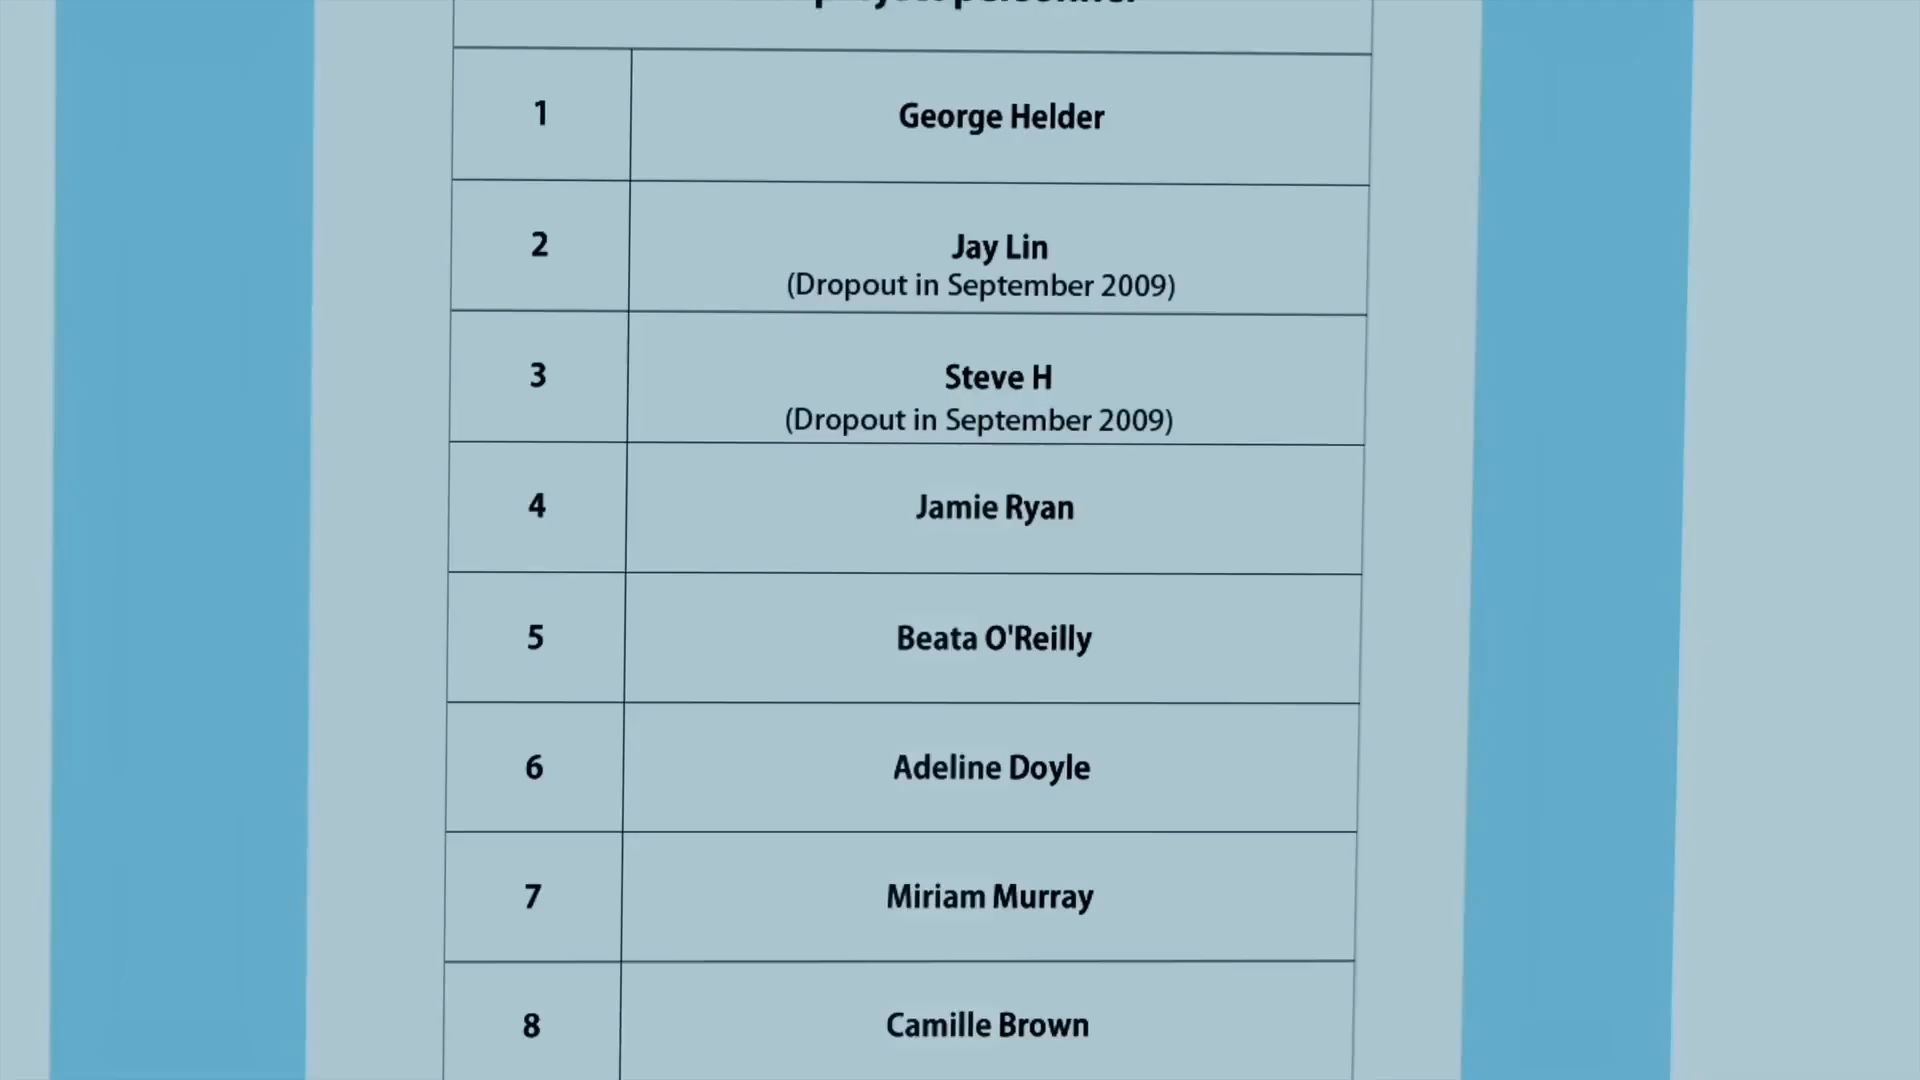 personnel
1
George Helder
2
Jay Lin
(Dropout in September 2009)
3
Steve H
(Dropout in September 2009)
4
Jamie Ryan
5
Beata O'Reilly
6
Adeline Doyle
7
Miriam Murray
8
Camille Brown